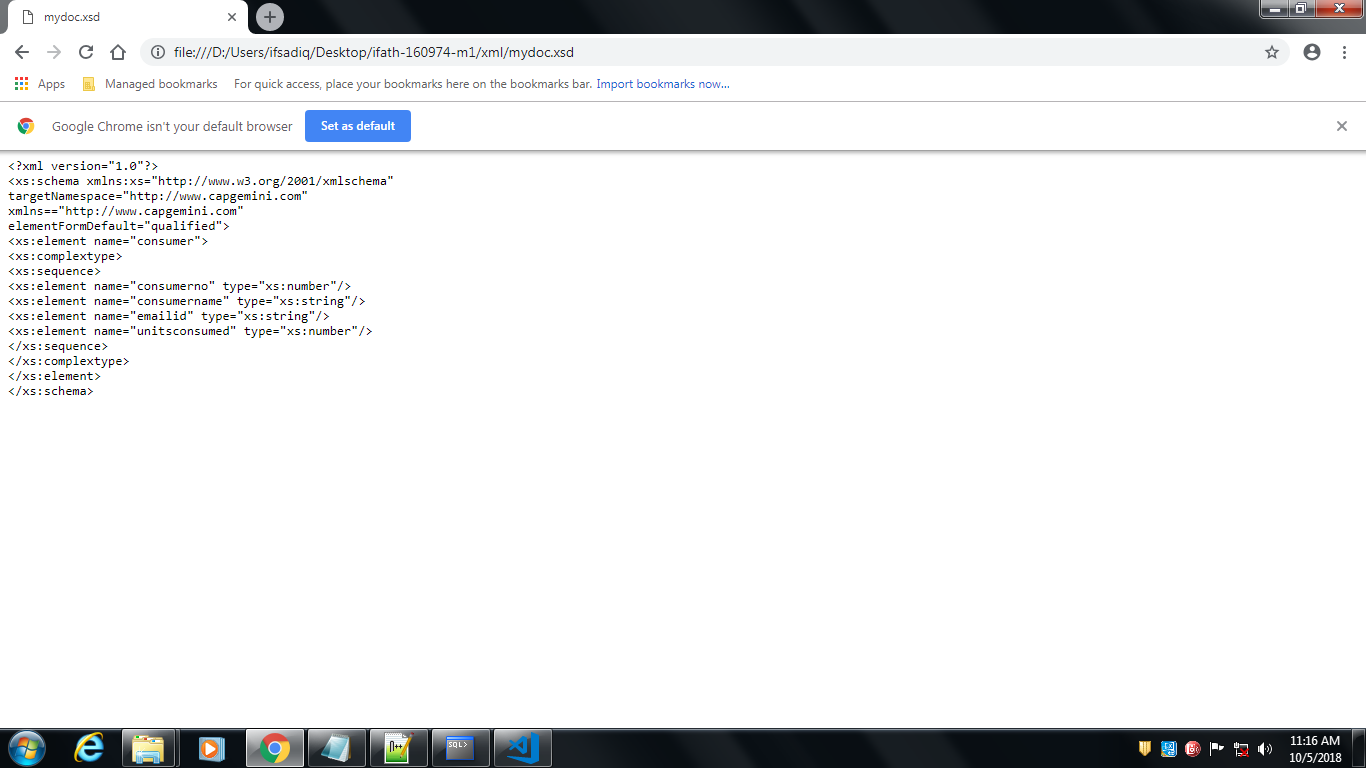 mydoc.xsd
file:///D:/Users/ifsadiq/Desktop/ifath-160974-m1/xml/mydoc.xsd
Apps Managed bookmarks For quick access, place your bookmarks here on the bookmarks bar. Import bookmarks now...
Google Chrome isn't your default browser Set as default
<?xml version="1.0"?>
<xs:schema xmlns:xs="http://www.w3.org/2001/xmlschema"
targetNamespace="http://www.capgemini.com"
xmlns=="http://www.capgemini.com"
elementFormDefault="qualified">
<xs:element name="consumer">
<xs:complextype>
<xs:sequence>
<xs:element name="consumerno" type="xs:number"/>
<xs:element name="consumername" type="xs:string"/>
<xs:element name="emailid" type="xs:string"/>
<xs:element name="unitsconsumed" type="xs:number"/>
</xs:sequence>
</xs:complextype>
</xs:element>
</xs:schema>
SQL>
11:16 AM
10/5/2018